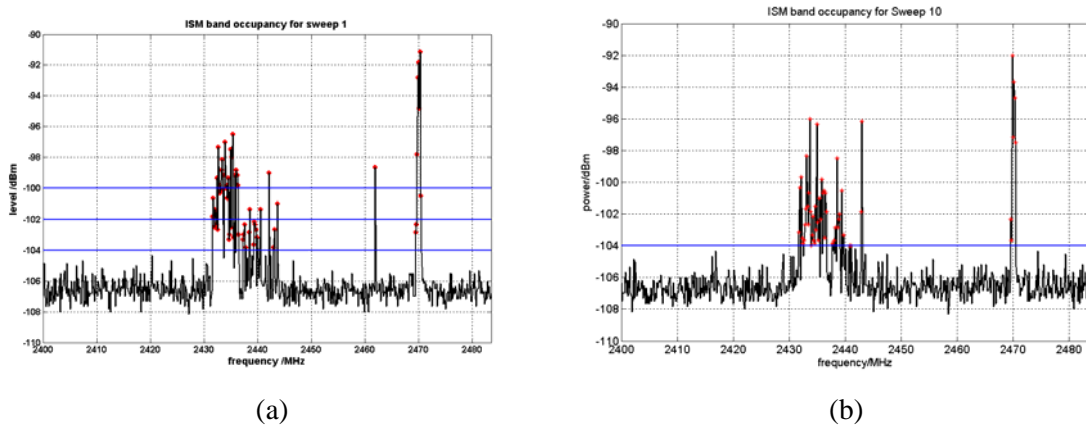 ISM band occupancy for sweep 1
-90
-92
-94
-96
-98
-100
-102
-104
-106
-108
-110
level /dBm
2400 2410 2420 2430 2440 2450 2460 2470 2480
frequency /MHz
(a)
ISM band occupancy for Sweep 10
-90
-92
-94
-96
-98
-100
-102
-104
-106
-108
-110
power/dBm
2400 2410 2420 2430 2440 2450 2460 2470 2480
frequency/MHz
(b)